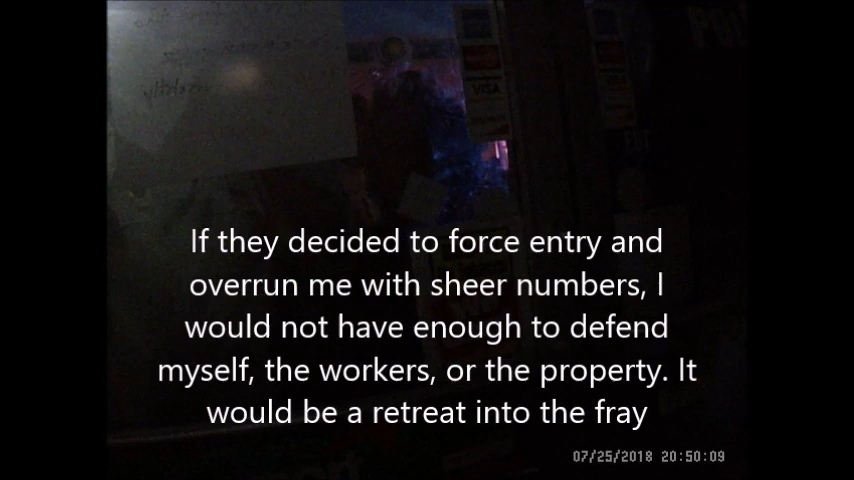 VISA
If they decided to force entry and
overrun me with sheer numbers, I
would not have enough to defend
myself, the workers, or the property. It
would be a retreat into the fray
07/25/2018 20:50:09